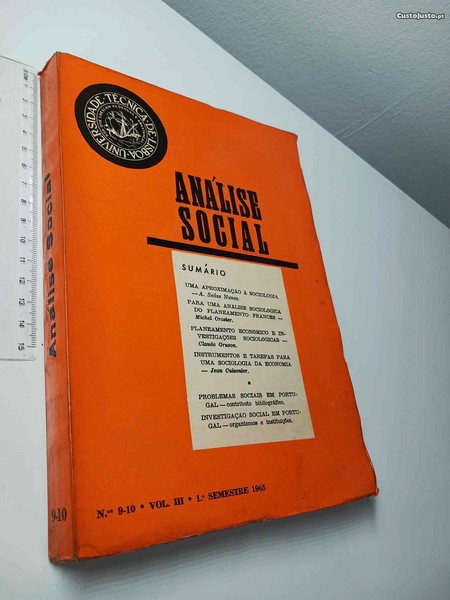 CustoJusto.pt
UNIVERSIDADE·TÉCNICA·DE·LISBOA
ANÁLISE
SOCIAL
SUMÁRIO
UMA APROXIMAÇÃO À SOCIOLOGIA
— A. Sedas Nunes.
PARA UMA ANÁLISE SOCIOLÓGICA
DO PLANEAMENTO FRANCÊS —
Michel Crozier.
PLANEAMENTO ECONÓMICO E IN-
VESTIGAÇÕES SOCIOLÓGICAS —
Claude Gruson.
INSTRUMENTOS E TAREFAS PARA
UMA SOCIOLOGIA DA ECONOMIA
— Jean Cuisenier.
PROBLEMAS SOCIAIS EM PORTU-
GAL — contributo bibliográfico.
INVESTIGAÇÃO SOCIAL EM PORTU-
GAL — organismos e instituições.
N.os 9-10 • VOL. III • 1.º SEMESTRE 1965
Análise Social
9-10